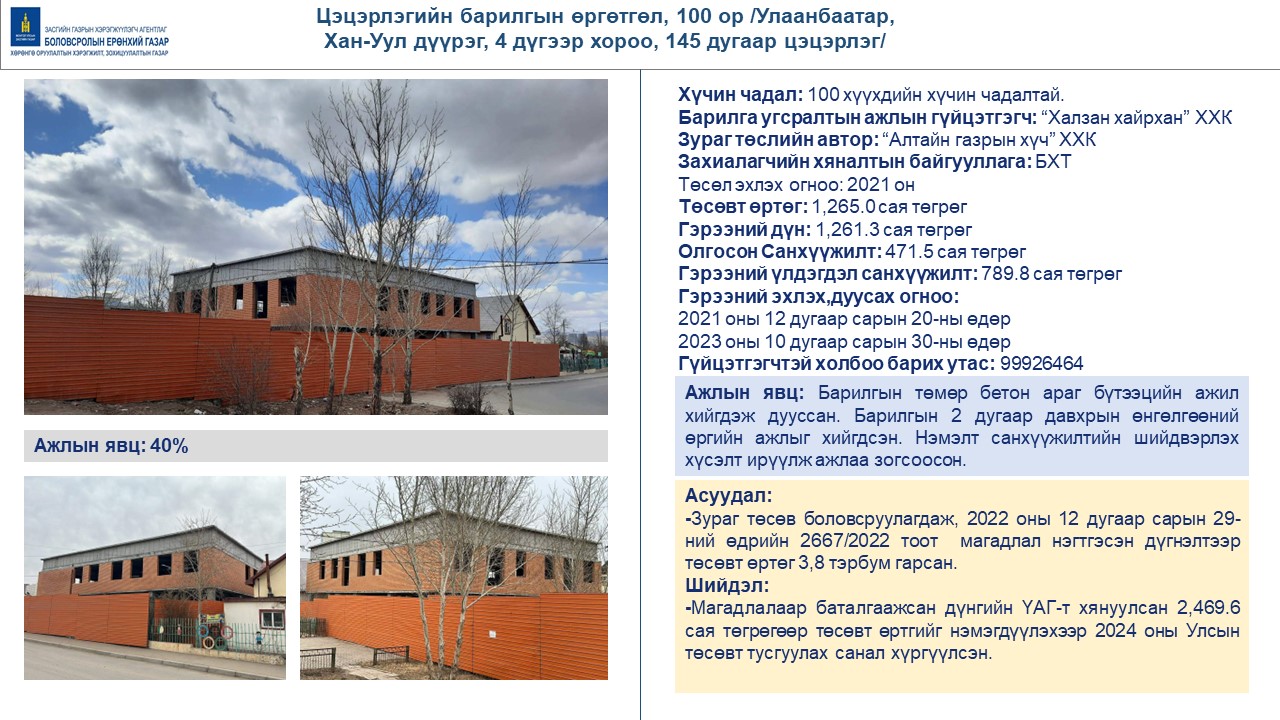 ЗАСГИЙН ГАЗРЫН ХЭРЭГЖҮҮЛЭГЧ АГЕНТЛАГ
БОЛОВСРОЛЫН ЕРӨНХИЙ ГАЗАР
ХӨРӨНГӨ ОРУУЛАЛТЫН ХЭРЭГЖИЛТ, ЗОХИЦУУЛАЛТЫН ГАЗАР
Цэцэрлэгийн барилгын өргөтгөл, 100 ор /Улаанбаатар,
Хан-Уул дүүрэг, 4 дүгээр хороо, 145 дугаар цэцэрлэг/
Ажлын явц: 40%
Хүчин чадал: 100 хүүхдийн хүчин чадалтай.
Барилга угсралтын ажлын гүйцэтгэгч: “Халзан хайрхан” ХХК
Зураг төслийн автор: “Алтайн газрын хүч” ХХК
Захиалагчийн хяналтын байгууллага: БХТ
Төсөл эхлэх огноо: 2021 он
Төсөвт өртөг: 1,265.0 сая төгрөг
Гэрээний дүн: 1,261.3 сая төгрөг
Олгосон Санхүүжилт: 471.5 сая төгрөг
Гэрээний үлдэгдэл санхүүжилт: 789.8 сая төгрөг
Гэрээний эхлэх,дуусах огноо:
2021 оны 12 дугаар сарын 20-ны өдөр
2023 оны 10 дугаар сарын 30-ны өдөр
Гүйцэтгэгчтэй холбоо барих утас: 99926464
Ажлын явц: Барилгын төмөр бетон араг бүтээцийн ажил
хийгдэж дууссан. Барилгын 2 дугаар давхрын өнгөлгөөний
өргийн ажлыг хийгдсэн. Нэмэлт санхүүжилтийн шийдвэрлэх
хүсэлт ирүүлж ажлаа зогсоосон.
Асуудал:
-Зураг төсөв боловсруулагдаж, 2022 оны 12 дугаар сарын 29-
ний өдрийн 2667/2022 тоот магадлал нэгтгэсэн дүгнэлтээр
төсөвт өртөг 3,8 тэрбум гарсан.
Шийдэл:
-Магадлалаар баталгаажсан дүнгийн ҮАГ-т хянуулсан 2,469.6
сая төгрөгөөр төсөвт өртгийг нэмэгдүүлэхээр 2024 оны Улсын
төсөвт тусгуулах санал хүргүүлсэн.